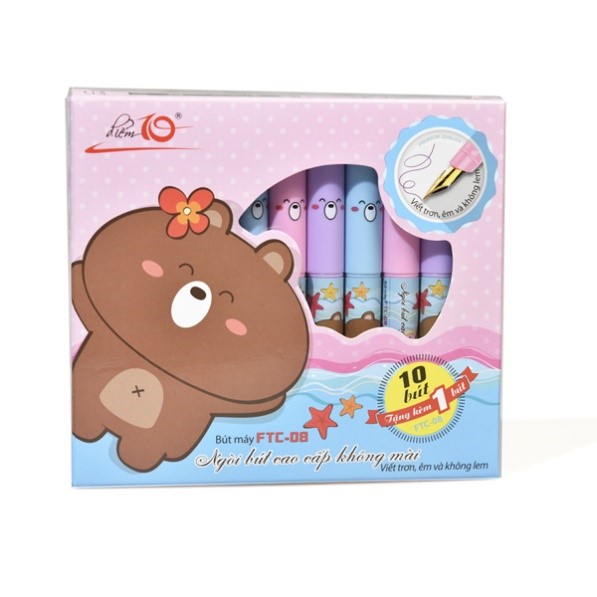 điểm 10 ®
Viết trơn, êm và không lem
10
bút
Tặng kèm 1 bút
FTC-08
Bút máy FTC-08
Ngòi bút cao cấp không mài
Viết trơn, êm và không lem